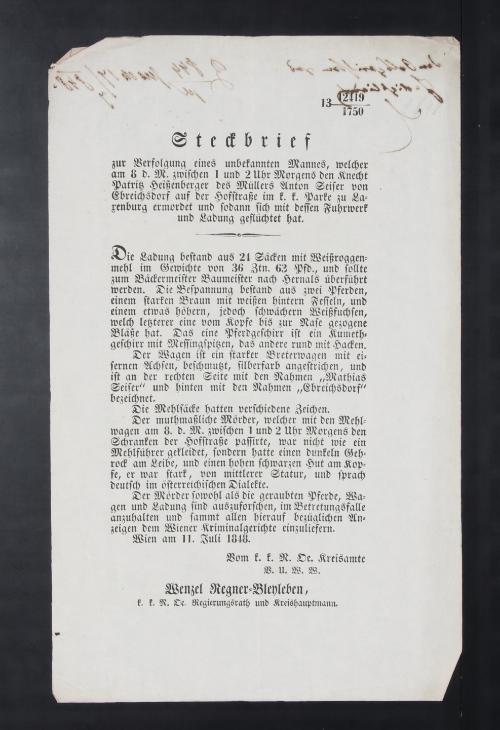 13 12419
1750
Steckbrief
zur Verfolgung eines unbekannten Mannes, welcher
am 8 d. M. zwischen 1 und 2 Uhr Morgens den Knecht
Patritz Heißenberger des Müllers Anton Seiser von
Ebreichsdorf auf der Hofstraße im k. k. Parke zu La-
xenburg ermordet und sodann sich mit dessen Fuhrwerk
und Ladung geflüchtet hat.
Die Ladung bestand aus 24 Säcken mit Weißroggen-
mehl im Gewichte von 36 Ztn. 62 Pfd., und sollte
zum Bäckermeister Baumeister nach Hernals überführt
werden. Die Bespannung bestand aus zwei Pferden,
einem starken Braun mit weißen hintern Fesseln, und
einem etwas höhern, jedoch schwächern Weißfuchsen,
welch letzterer eine vom Kopfe bis zur Nase gezogene
Bläße hat. Das eine Pferdgeschirr ist ein Kumeth-
geschirr mit Messingspitzen, das andere rund mit Hacken.
Der Wagen ist ein starker Breterwagen mit ei-
sernen Achsen, beschmutzt, silberfarb angestrichen, und
ist an der rechten Seite mit den Nahmen „Mathias
Seiser“ und hinten mit den Nahmen „Ebreichsdorf“
bezeichnet.
Die Mehlsäcke hatten verschiedene Zeichen.
Der muthmaßliche Mörder, welcher mit den Mehl-
wagen am 8. d. M. zwischen 1 und 2 Uhr Morgens den
Schranken der Hofstraße passirte, war nicht wie ein
Mehlführer gekleidet, sondern hatte einen dunkeln Geh-
rock am Leibe, und einen hohen schwarzen Hut am Kop-
fe, er war stark, von mittlerer Statur, und sprach
deutsch im österreichischen Dialekte.
Der Mörder sowohl als die geraubten Pferde, Wa-
gen und Ladung sind auszuforschen, im Betretungsfalle
anzuhalten und sammt allen hierauf bezüglichen An-
zeigen dem Wiener Kriminalgerichte einzuliefern.
Wien am 11. Juli 1848.
Vom k. k. N. Oe. Kreisamte
V. U. W. W.
Wenzel Regner-Bleyleben,
k. k. N. Oe. Regierungsrath und Kreishauptmann.